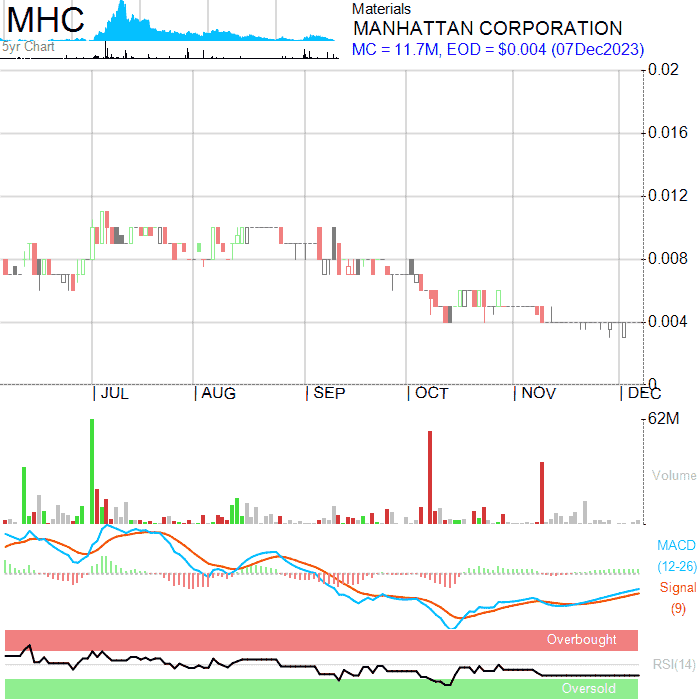 MHC
5yr Chart
Materials
MANHATTAN CORPORATION
MC = 11.7M, EOD = $0.004 (07Dec2023)
0.02
0.016
0.012
0.008
0.004
0
JUL AUG SEP OCT NOV DEC
62M
Volume
MACD
(12-26)
Signal
(9)
Overbought
RSI(14)
Oversold